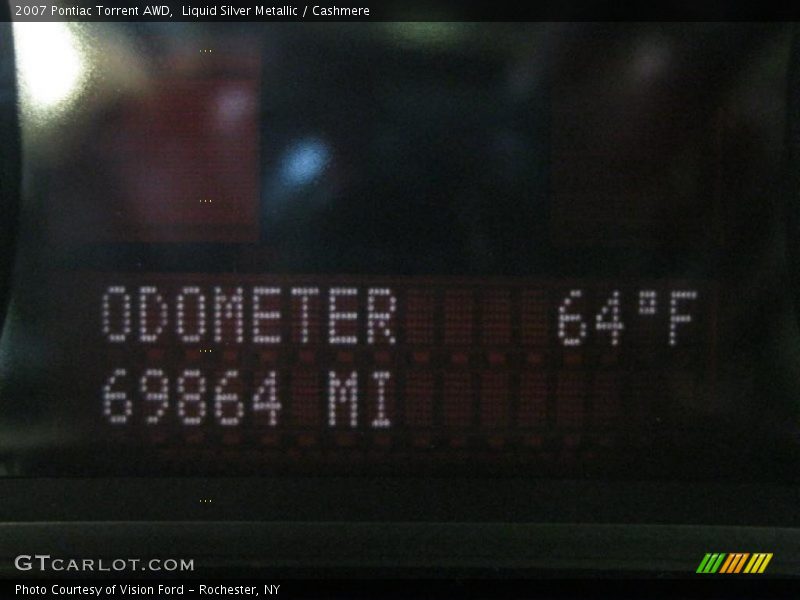 2007 Pontiac Torrent AWD,  Liquid Silver Metallic / Cashmere
ODOMETER 64°F
69864 MI
GTCARLOT.COM
Photo Courtesy of Vision Ford - Rochester, NY